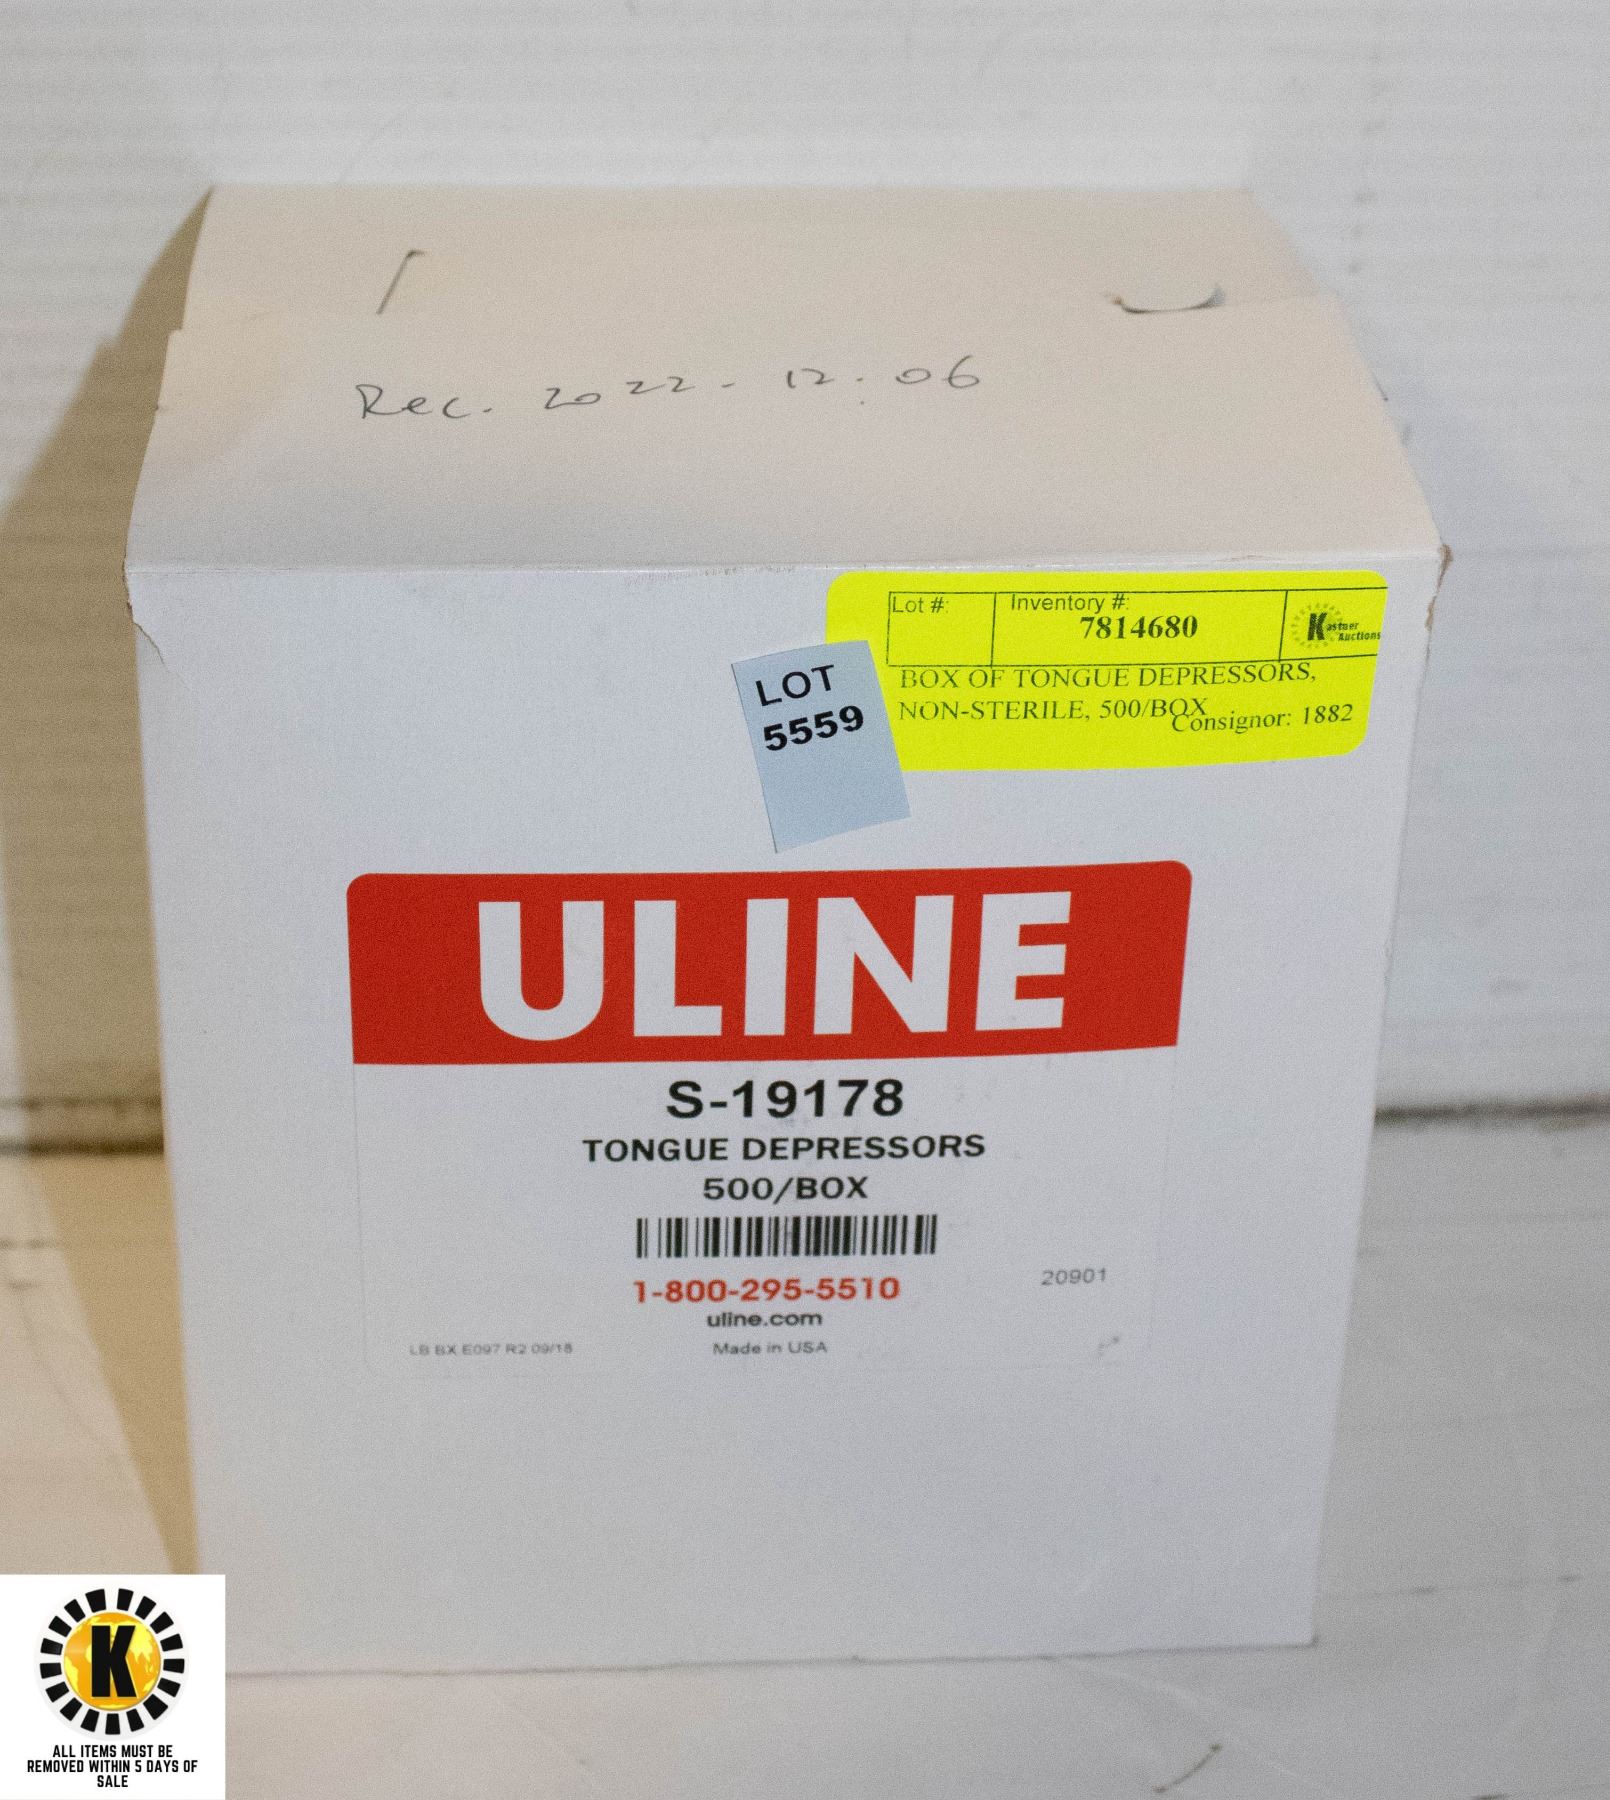 Rec. 2022-12.06
Lot #:
Inventory #:
7814680
Kastner
Auctions
BOX OF TONGUE DEPRESSORS,
NON-STERILE, 500/BOX
Consignor: 1882
LOT
5559
ULINE
S-19178
TONGUE DEPRESSORS
500/BOX
1-800-295-5510
20901
uline.com
LB BX E097 R2 09/18
Made in USA
K
ALL ITEMS MUST BE
REMOVED WITHIN 5 DAYS OF
SALE